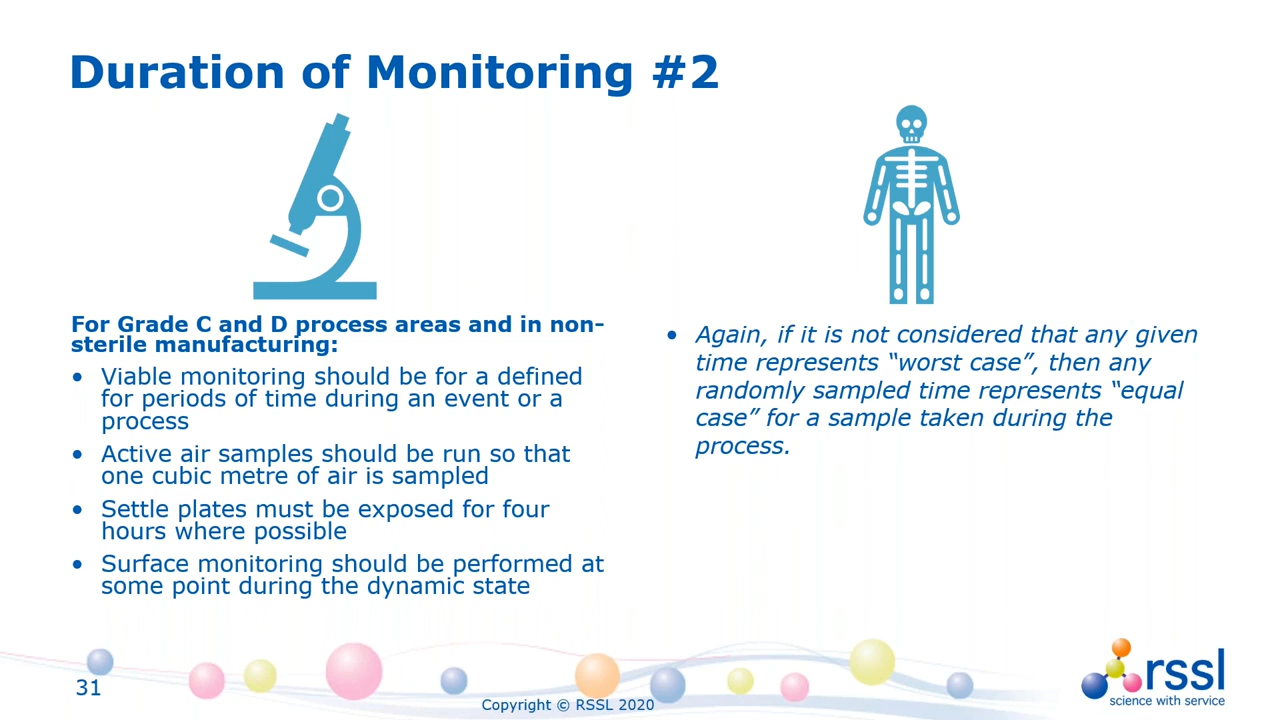 Duration of Monitoring #2
For Grade C and D process areas and in non-
sterile manufacturing:
• Viable monitoring should be for a defined
for periods of time during an event or a
process
• Active air samples should be run so that
one cubic metre of air is sampled
• Settle plates must be exposed for four
hours where possible
• Surface monitoring should be performed at
some point during the dynamic state
• Again, if it is not considered that any given
time represents “worst case”, then any
randomly sampled time represents “equal
case” for a sample taken during the
process.
31
Copyright © RSSL 2020
rssl
science with service